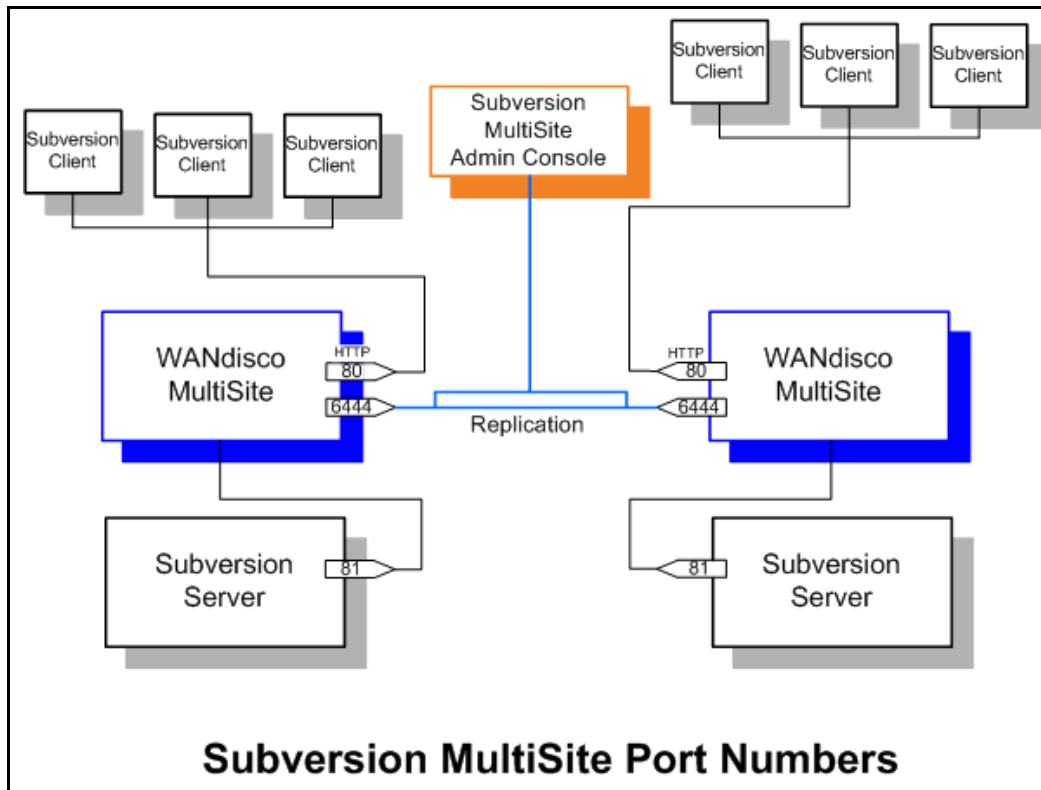 Subversion
Client
Subversion
Client
Subversion
Client
Subversion
MultiSite
Admin Console
Subversion
Client
Subversion
Client
Subversion
Client
WANdisco
MultiSite
HTTP
80
6444
Replication
HTTP
80
6444
WANdisco
MultiSite
Subversion
Server
81
81
Subversion
Server
Subversion MultiSite Port Numbers